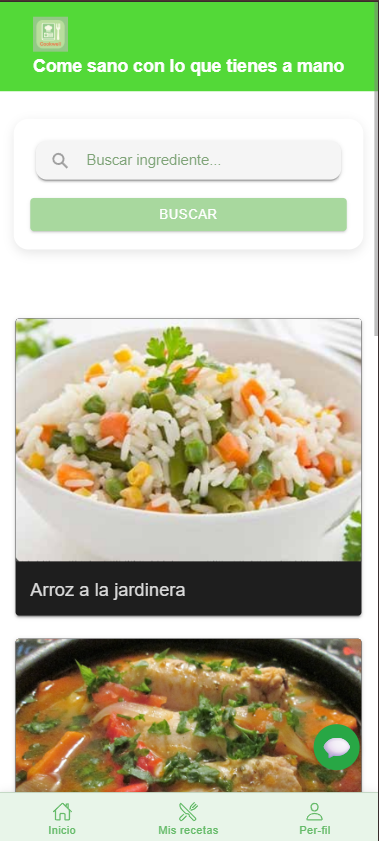 Come sano con lo que tienes a mano
Buscar ingrediente...
BUSCAR
Arroz a la jardinera
Inicio
Mis recetas
Per-fil